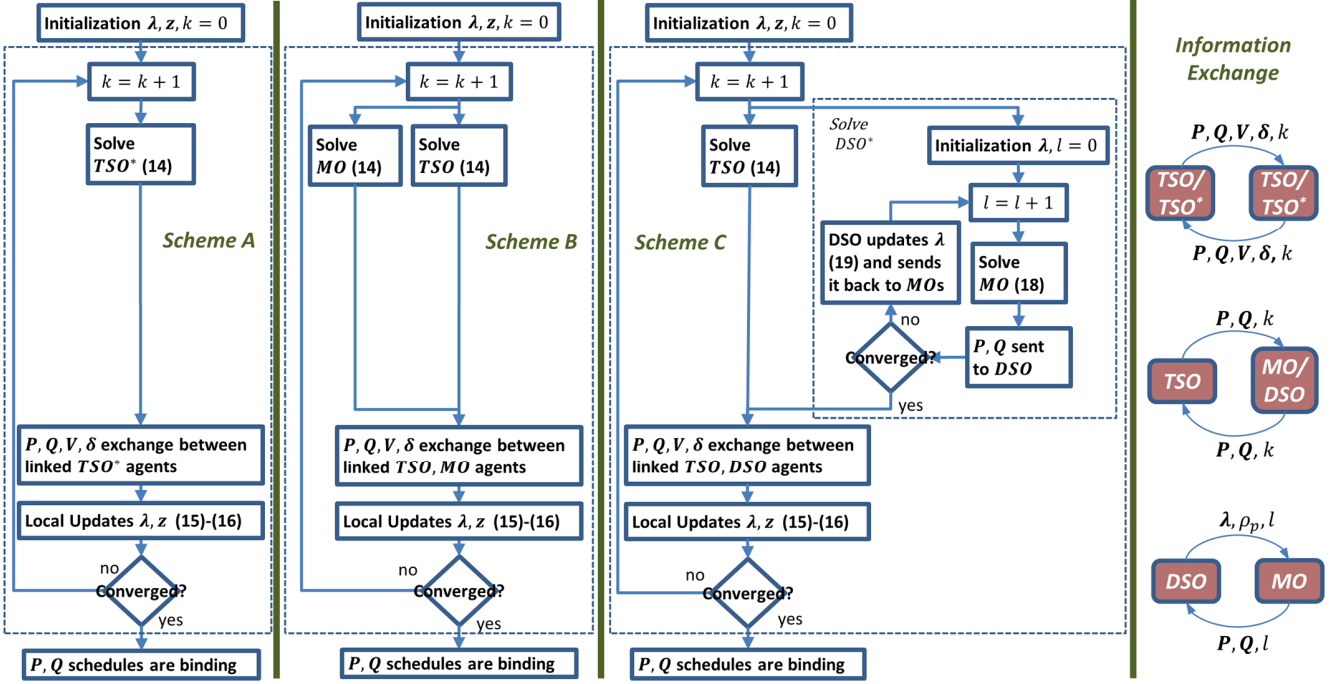 Initialization λ, z, k = 0
k = k + 1
Solve
TSO* (14)
Scheme A
P, Q, V, δ exchange between
linked TSO* agents
Local Updates λ, z (15)-(16)
no
Converged?
yes
P, Q schedules are binding
Initialization λ, z, k = 0
k = k + 1
Solve
MO (14)
Solve
TSO (14)
Scheme B
P, Q, V, δ exchange between
linked TSO, MO agents
Local Updates λ, z (15)-(16)
no
Converged?
yes
P, Q schedules are binding
Initialization λ, z, k = 0
k = k + 1
Solve
TSO (14)
Scheme C
Solve
DSO*
Initialization λ, l = 0
l = l + 1
DSO updates λ
(19) and sends
it back to MOs
Solve
MO (18)
no
Converged?
P, Q sent
to DSO
yes
P, Q, V, δ exchange between
linked TSO, DSO agents
Local Updates λ, z (15)-(16)
no
Converged?
yes
P, Q schedules are binding
Information
Exchange
P, Q, V, δ, k
TSO/
TSO*
TSO/
TSO*
P, Q, V, δ, k
P, Q, k
TSO
MO/
DSO
P, Q, k
λ, ρp, l
DSO
MO
P, Q, l